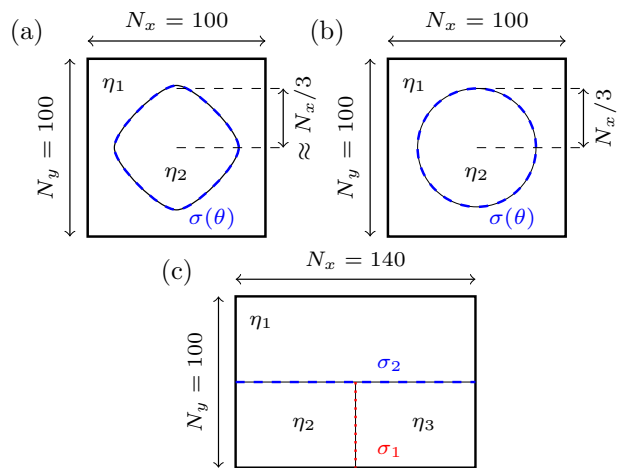 (a)
N_x = 100
N_y = 100
η_1
η_2
σ(θ)
≈ N_x/3
(b)
N_x = 100
N_y = 100
η_1
η_2
σ(θ)
N_x/3
(c)
N_x = 140
N_y = 100
η_1
σ_2
η_2
η_3
σ_1